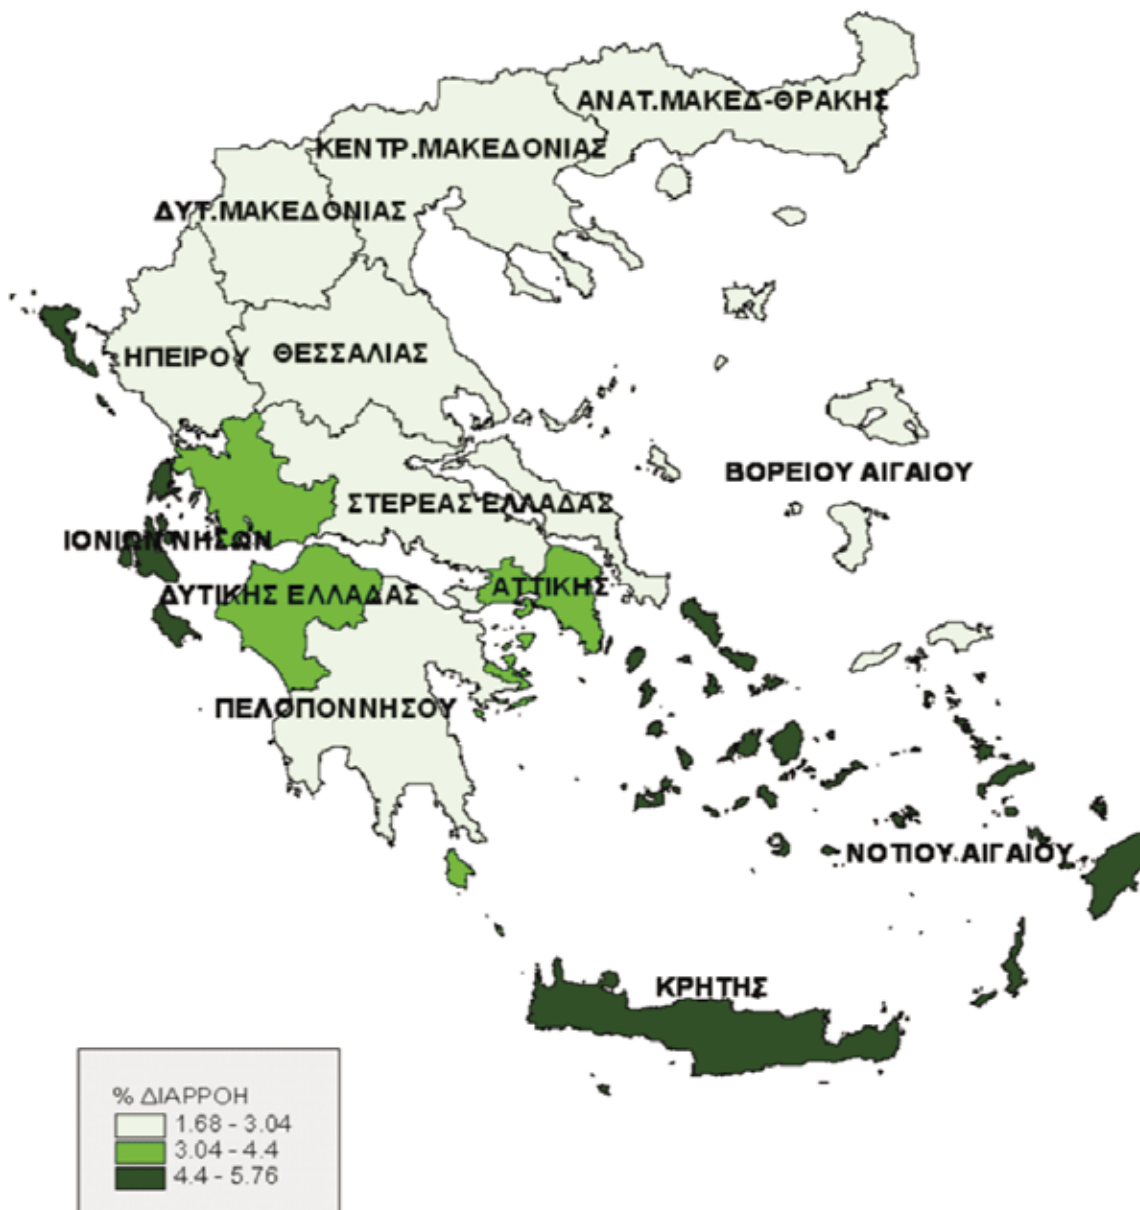 ΑΝΑΤ.ΜΑΚΕΔ-ΘΡΑΚΗΣ
ΚΕΝΤΡ.ΜΑΚΕΔΟΝΙΑΣ
ΔΥΤ.ΜΑΚΕΔΟΝΙΑΣ
ΗΠΕΙΡΟΥ
ΘΕΣΣΑΛΙΑΣ
ΒΟΡΕΙΟΥ ΑΙΓΑΙΟΥ
ΣΤΕΡΕΑΣ ΕΛΛΑΔΑΣ
ΙΟΝΙΩΝ ΝΗΣΩΝ
ΑΤΤΙΚΗΣ
ΔΥΤΙΚΗΣ ΕΛΛΑΔΑΣ
ΠΕΛΟΠΟΝΝΗΣΟΥ
ΝΟΤΙΟΥ ΑΙΓΑΙΟΥ
ΚΡΗΤΗΣ
% ΔΙΑΡΡΟΗ
1.68 - 3.04
3.04 - 4.4
4.4 - 5.76